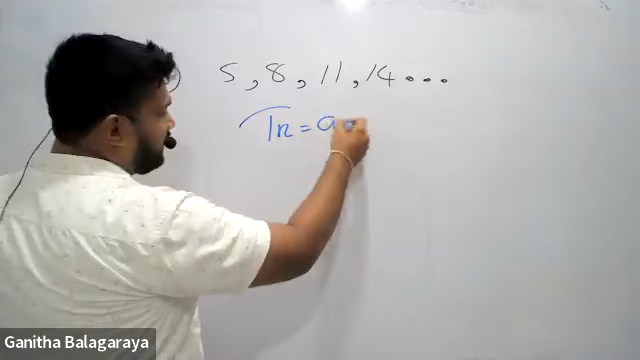 ) 5, 8, 11, 14 ...
Tn = a
Ganitha Balagaraya